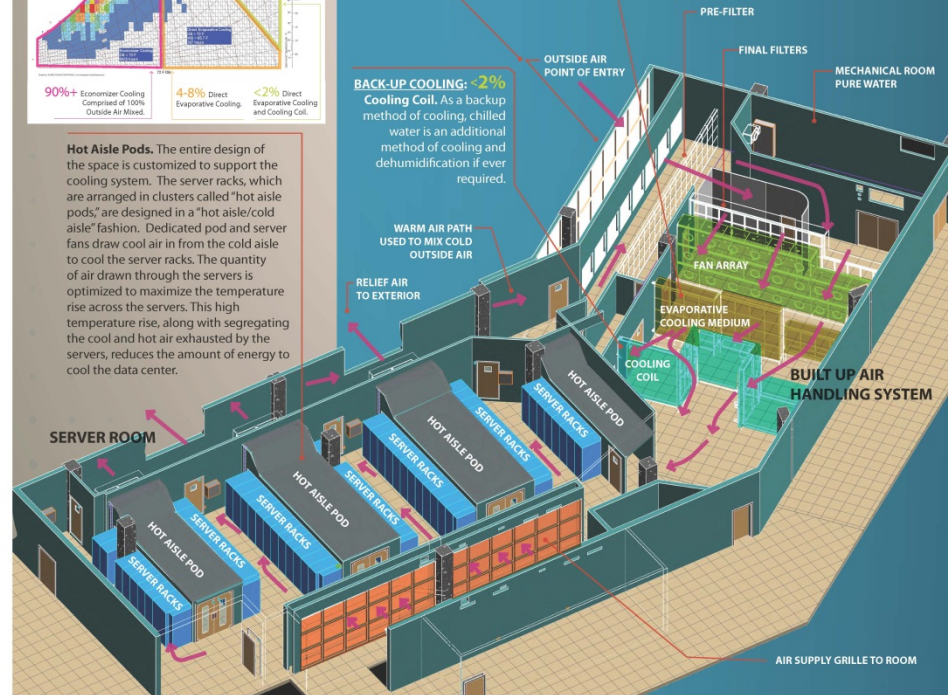 90%+ Economizer Cooling
Comprised of 100%
Outside Air Mixed.
4-8% Direct
Evaporative Cooling.
<2% Direct
Evaporative Cooling
and Cooling Coil.
Hot Aisle Pods. The entire design of
the space is customized to support the
cooling system. The server racks, which
are arranged in clusters called "hot aisle
pods," are designed in a "hot aisle/cold
aisle" fashion. Dedicated pod and server
fans draw cool air in from the cold aisle
to cool the server racks. The quantity
of air drawn through the servers is
optimized to maximize the temperature
rise across the servers. This high
temperature rise, along with segregating
the cool and hot air exhausted by the
servers, reduces the amount of energy to
cool the data center.
BACK-UP COOLING: <2%
Cooling Coil. As a backup
method of cooling, chilled
water is an additional
method of cooling and
dehumidification if ever
required.
OUTSIDE AIR
POINT OF ENTRY
PRE-FILTER
FINAL FILTERS
MECHANICAL ROOM
PURE WATER
WARM AIR PATH
USED TO MIX COLD
OUTSIDE AIR
RELIEF AIR
TO EXTERIOR
FAN ARRAY
EVAPORATIVE
COOLING MEDIUM
COOLING
COIL
BUILT UP AIR
HANDLING SYSTEM
SERVER ROOM
HOT AISLE POD
SERVER RACKS
SERVER RACKS
HOT AISLE POD
SERVER RACKS
SERVER RACKS
HOT AISLE POD
SERVER RACKS
SERVER RACKS
HOT AISLE POD
SERVER RACKS
SERVER RACKS
AIR SUPPLY GRILLE TO ROOM